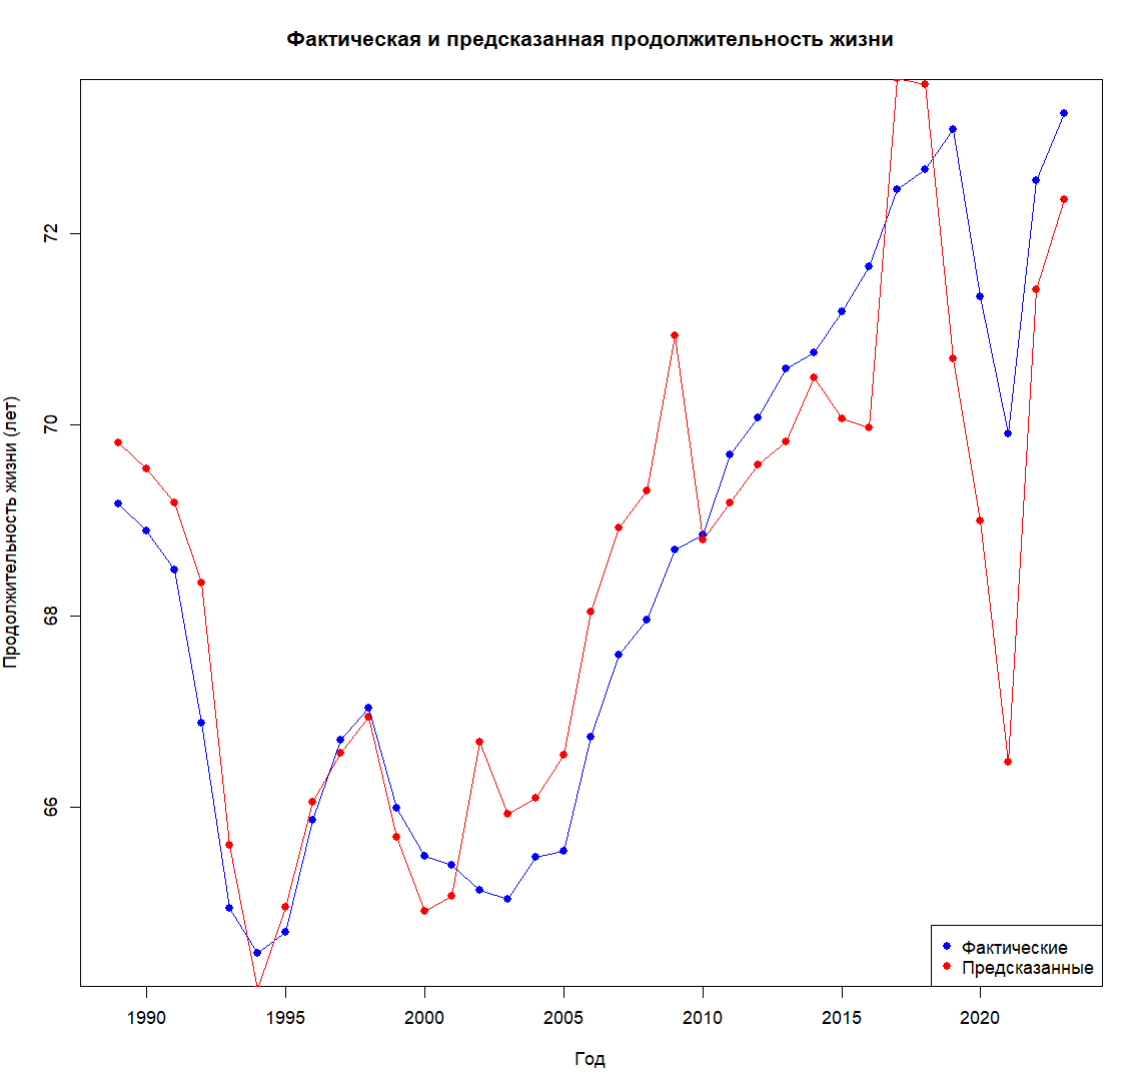 Фактическая и предсказанная продолжительность жизни
Продолжительность жизни (лет)
72
70
68
66
1990 1995 2000 2005 2010 2015 2020
Год
Фактические
Предсказанные